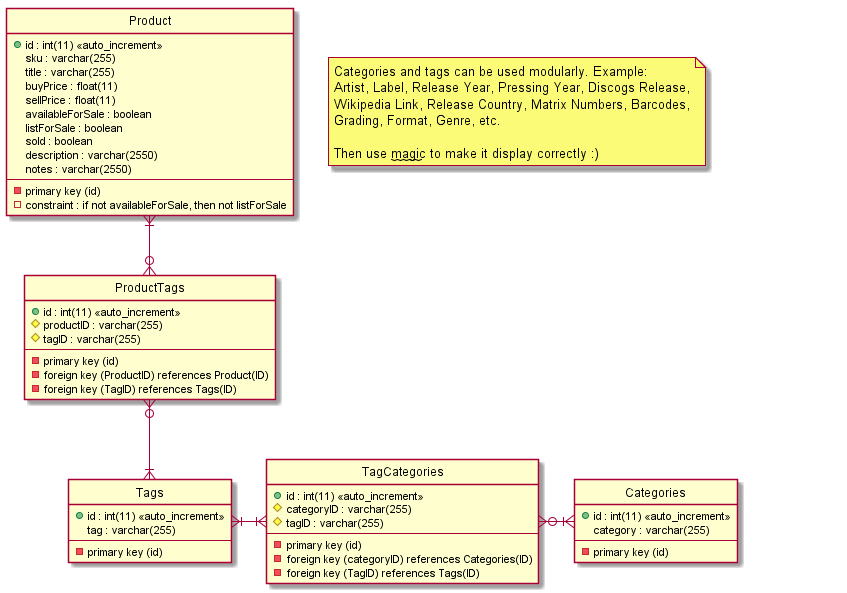 Product
id : int(11) «auto_increment»
sku : varchar(255)
title : varchar(255)
buyPrice : float(11)
sellPrice : float(11)
availableForSale : boolean
listForSale : boolean
sold : boolean
description : varchar(2550)
notes : varchar(2550)
primary key (id)
constraint : if not availableForSale, then not listForSale
Categories and tags can be used modularly. Example:
Artist, Label, Release Year, Pressing Year, Discogs Release,
Wikipedia Link, Release Country, Matrix Numbers, Barcodes,
Grading, Format, Genre, etc.
Then use magic to make it display correctly :)
ProductTags
id : int(11) «auto_increment»
productID : varchar(255)
tagID : varchar(255)
primary key (id)
foreign key (ProductID) references Product(ID)
foreign key (TagID) references Tags(ID)
Tags
id : int(11) «auto_increment»
tag : varchar(255)
primary key (id)
TagCategories
id : int(11) «auto_increment»
categoryID : varchar(255)
tagID : varchar(255)
primary key (id)
foreign key (categoryID) references Categories(ID)
foreign key (TagID) references Tags(ID)
Categories
id : int(11) «auto_increment»
category : varchar(255)
primary key (id)